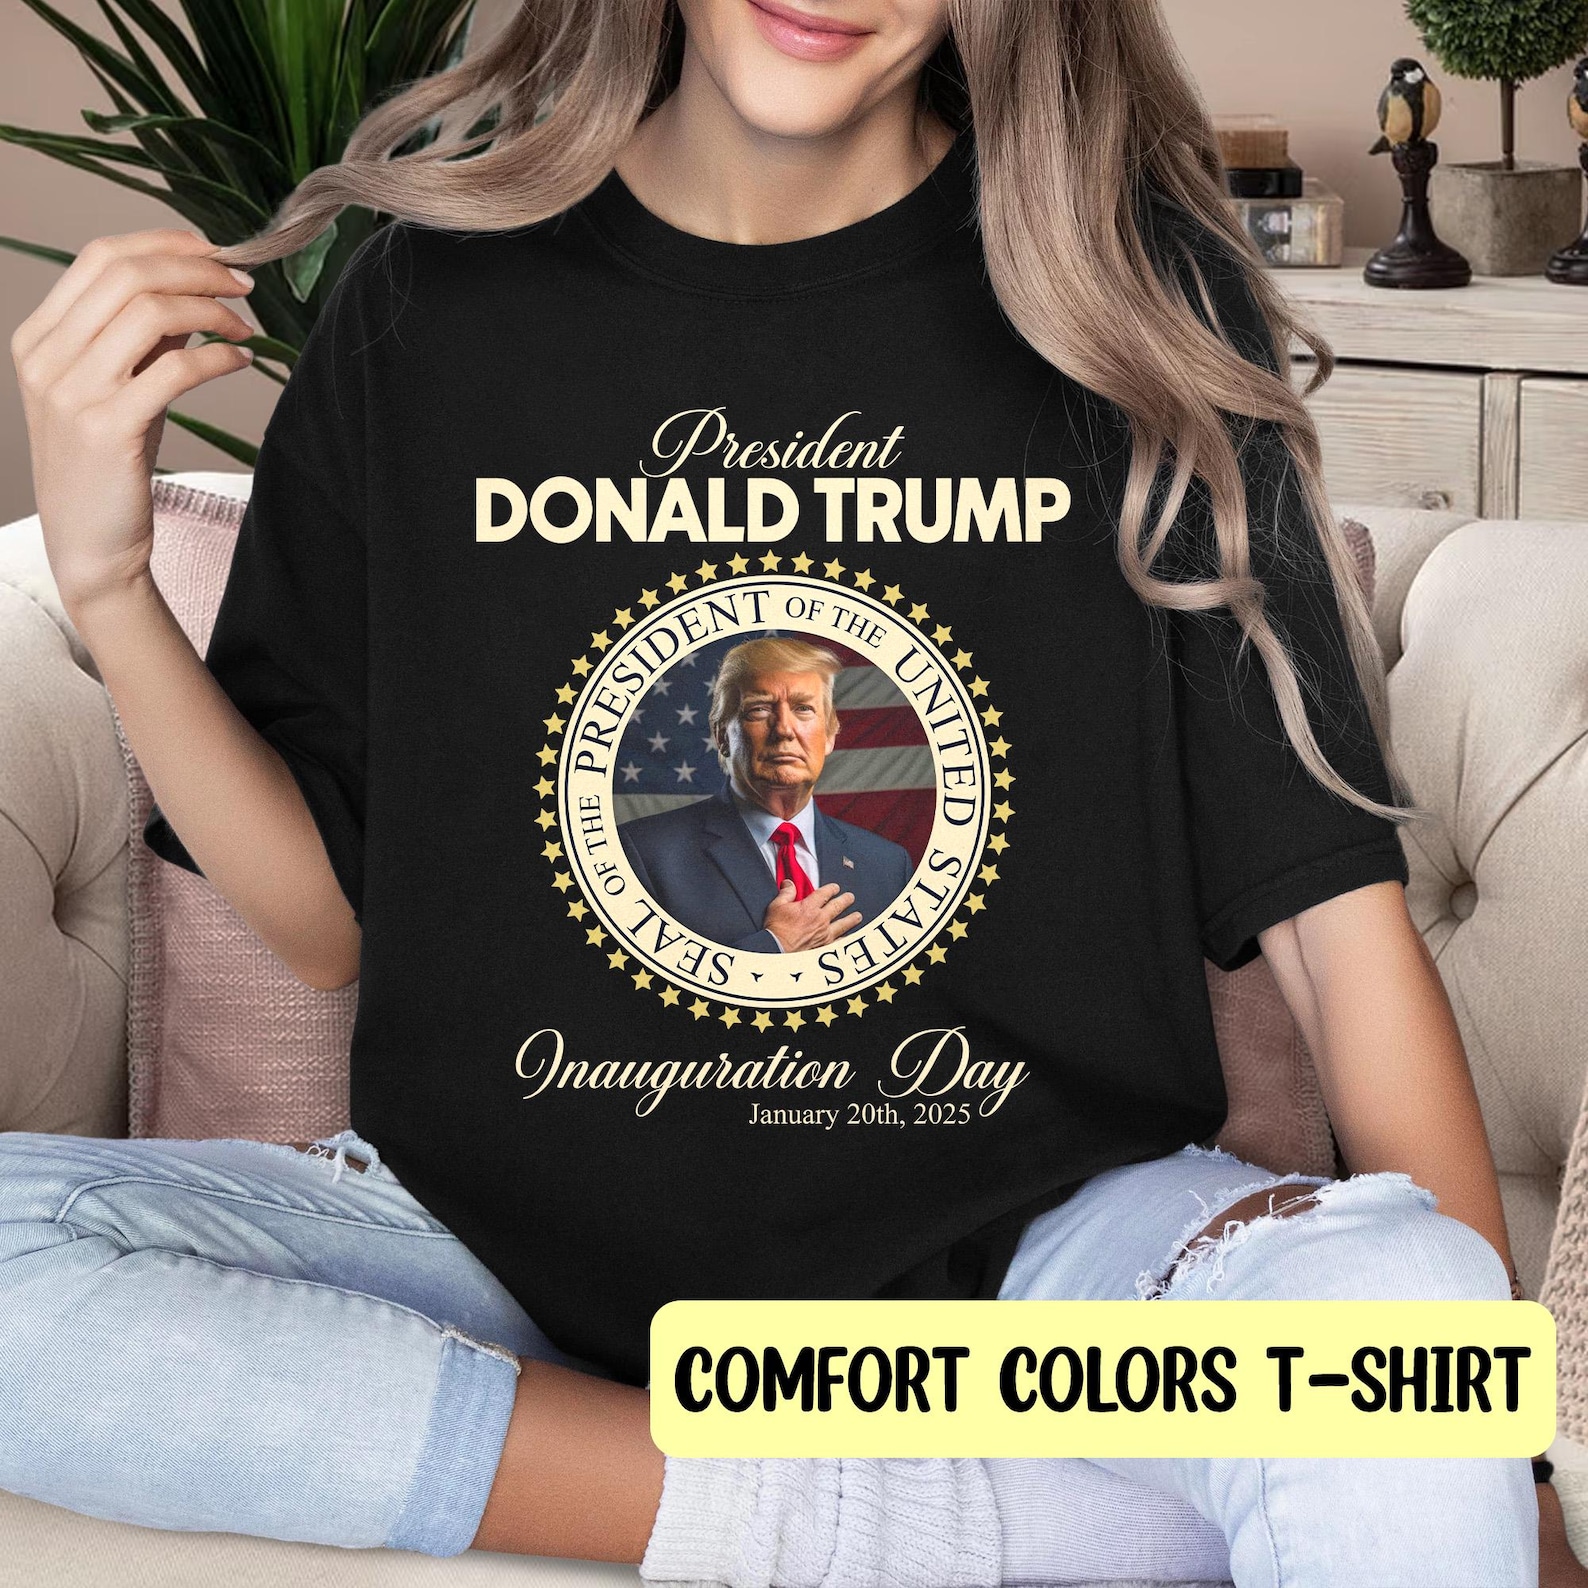 President
DONALD TRUMP
SEAL OF THE PRESIDENT OF THE UNITED STATES
Inauguration Day
January 20th, 2025
COMFORT COLORS T-SHIRT